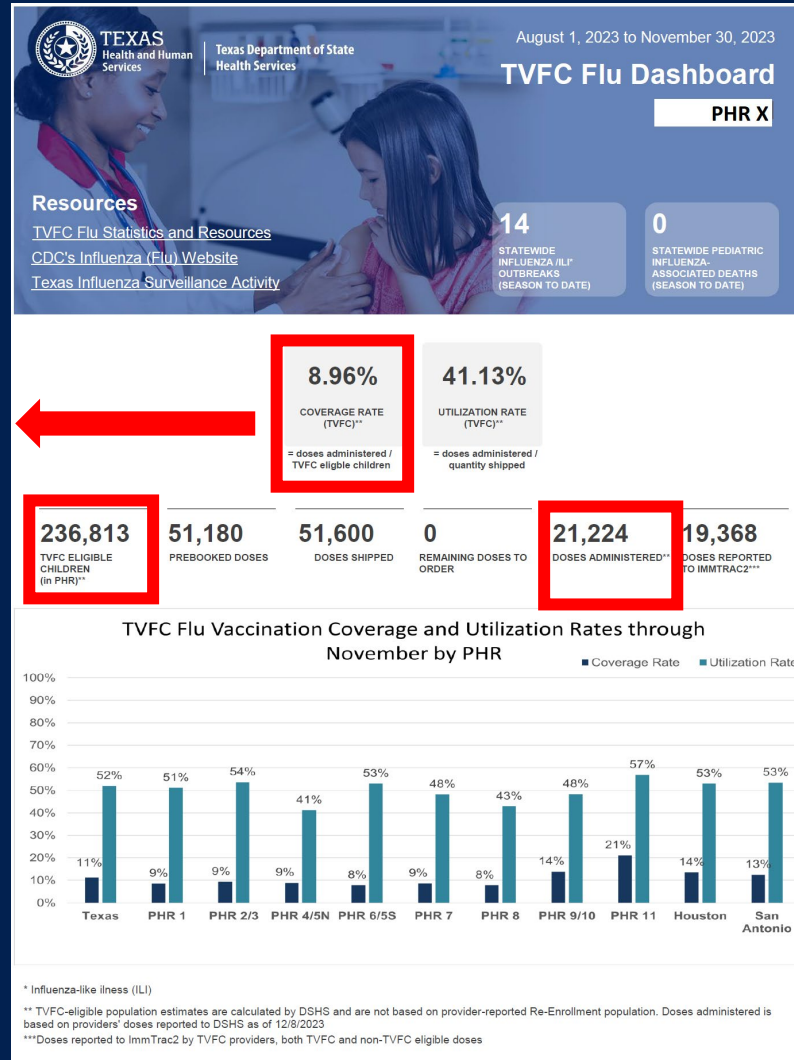 TEXAS
Health and Human
Services
Texas Department of State
Health Services
August 1, 2023 to November 30, 2023
TVFC Flu Dashboard
PHR X
Resources
TVFC Flu Statistics and Resources
CDC's Influenza (Flu) Website
Texas Influenza Surveillance Activity
14
STATEWIDE
INFLUENZA /ILI*
OUTBREAKS
(SEASON TO DATE)
0
STATEWIDE PEDIATRIC
INFLUENZA-
ASSOCIATED DEATHS
(SEASON TO DATE)
8.96%
COVERAGE RATE
(TVFC)**
= doses administered /
TVFC eligble children
41.13%
UTILIZATION RATE
(TVFC)**
= doses administered /
quantity shipped
236,813
TVFC ELIGIBLE
CHILDREN
(in PHR)**
51,180
PREBOOKED DOSES
51,600
DOSES SHIPPED
0
REMAINING DOSES TO
ORDER
21,224
DOSES ADMINISTERED**
19,368
DOSES REPORTED
TO IMMTRAC2***
TVFC Flu Vaccination Coverage and Utilization Rates through
November by PHR
Coverage Rate Utilization Rate
100%
90%
80%
70%
60%
50%
40%
30%
20%
10%
0%
11% 52%
9% 51%
9% 54%
9% 41%
8% 53%
9% 48%
8% 43%
14% 48%
21% 57%
14% 53%
13% 53%
Texas PHR 1 PHR 2/3 PHR 4/5N PHR 6/5S PHR 7 PHR 8 PHR 9/10 PHR 11 Houston San
Antonio
* Influenza-like ilness (ILI)
** TVFC-eligible population estimates are calculated by DSHS and are not based on provider-reported Re-Enrollment population. Doses administered is
based on providers' doses reported to DSHS as of 12/8/2023
***Doses reported to ImmTrac2 by TVFC providers, both TVFC and non-TVFC eligible doses